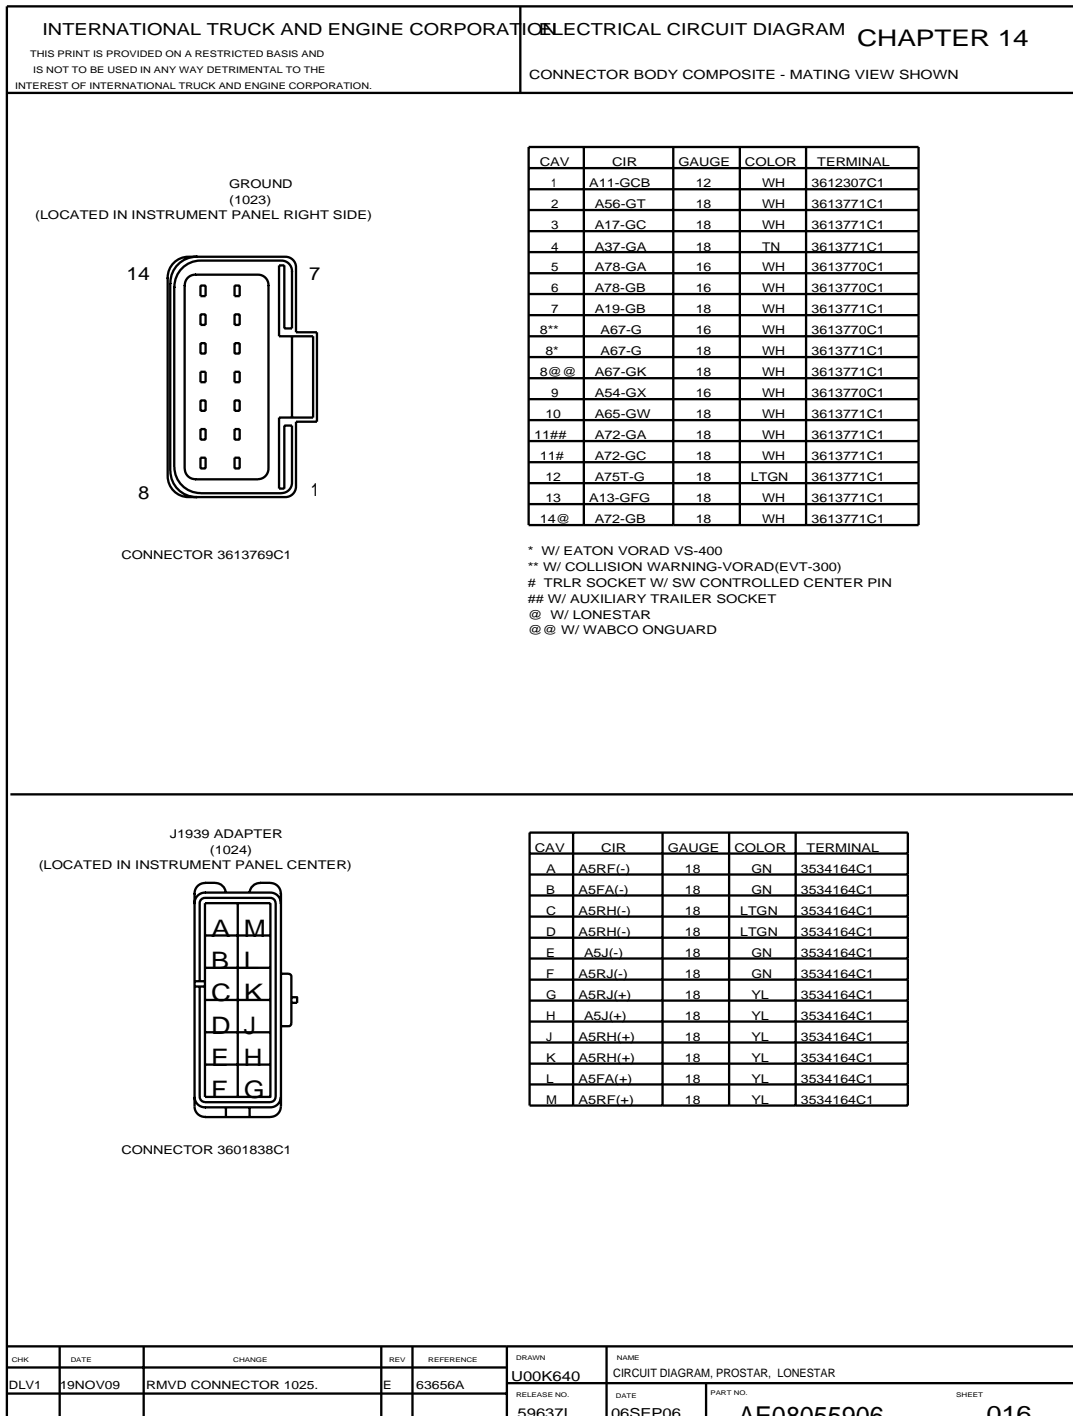 INTERNATIONAL TRUCK AND ENGINE CORPORATION
THIS PRINT IS PROVIDED ON A RESTRICTED BASIS AND
IS NOT TO BE USED IN ANY WAY DETRIMENTAL TO THE
INTEREST OF INTERNATIONAL TRUCK AND ENGINE CORPORATION.
ELECTRICAL CIRCUIT DIAGRAM CHAPTER 14
CONNECTOR BODY COMPOSITE - MATING VIEW SHOWN
GROUND
(1023)
(LOCATED IN INSTRUMENT PANEL RIGHT SIDE)
14 7
8 1
CONNECTOR 3613769C1
CAV CIR GAUGE COLOR TERMINAL
1 A11-GCB 12 WH 3612307C1
2 A56-GT 18 WH 3613771C1
3 A17-GC 18 WH 3613771C1
4 A37-GA 18 TN 3613771C1
5 A78-GA 16 WH 3613770C1
6 A78-GB 16 WH 3613770C1
7 A19-GB 18 WH 3613771C1
8** A67-G 16 WH 3613770C1
8* A67-G 18 WH 3613771C1
8@@ A67-GK 18 WH 3613771C1
9 A54-GX 16 WH 3613770C1
10 A65-GW 18 WH 3613771C1
11## A72-GA 18 WH 3613771C1
11# A72-GC 18 WH 3613771C1
12 A75T-G 18 LTGN 3613771C1
13 A13-GFG 18 WH 3613771C1
14@ A72-GB 18 WH 3613771C1
* W/ EATON VORAD VS-400
** W/ COLLISION WARNING-VORAD(EVT-300)
# TRLR SOCKET W/ SW CONTROLLED CENTER PIN
## W/ AUXILIARY TRAILER SOCKET
@ W/ LONESTAR
@@ W/ WABCO ONGUARD
J1939 ADAPTER
(1024)
(LOCATED IN INSTRUMENT PANEL CENTER)
A M
B L
C K
D J
E H
F G
CONNECTOR 3601838C1
CAV CIR GAUGE COLOR TERMINAL
A A5RF(-) 18 GN 3534164C1
B A5FA(-) 18 GN 3534164C1
C A5RH(-) 18 LTGN 3534164C1
D A5RH(-) 18 LTGN 3534164C1
E A5J(-) 18 GN 3534164C1
F A5RJ(-) 18 GN 3534164C1
G A5RJ(+) 18 YL 3534164C1
H A5J(+) 18 YL 3534164C1
J A5RH(+) 18 YL 3534164C1
K A5RH(+) 18 YL 3534164C1
L A5FA(+) 18 YL 3534164C1
M A5RF(+) 18 YL 3534164C1
CHK DATE CHANGE REV REFERENCE
DLV1 19NOV09 RMVD CONNECTOR 1025. E 63656A
DRAWN
U00K640
NAME
CIRCUIT DIAGRAM, PROSTAR, LONESTAR
RELEASE NO. DATE PART NO. SHEET
59637L 06SEP06 AE08055906 016